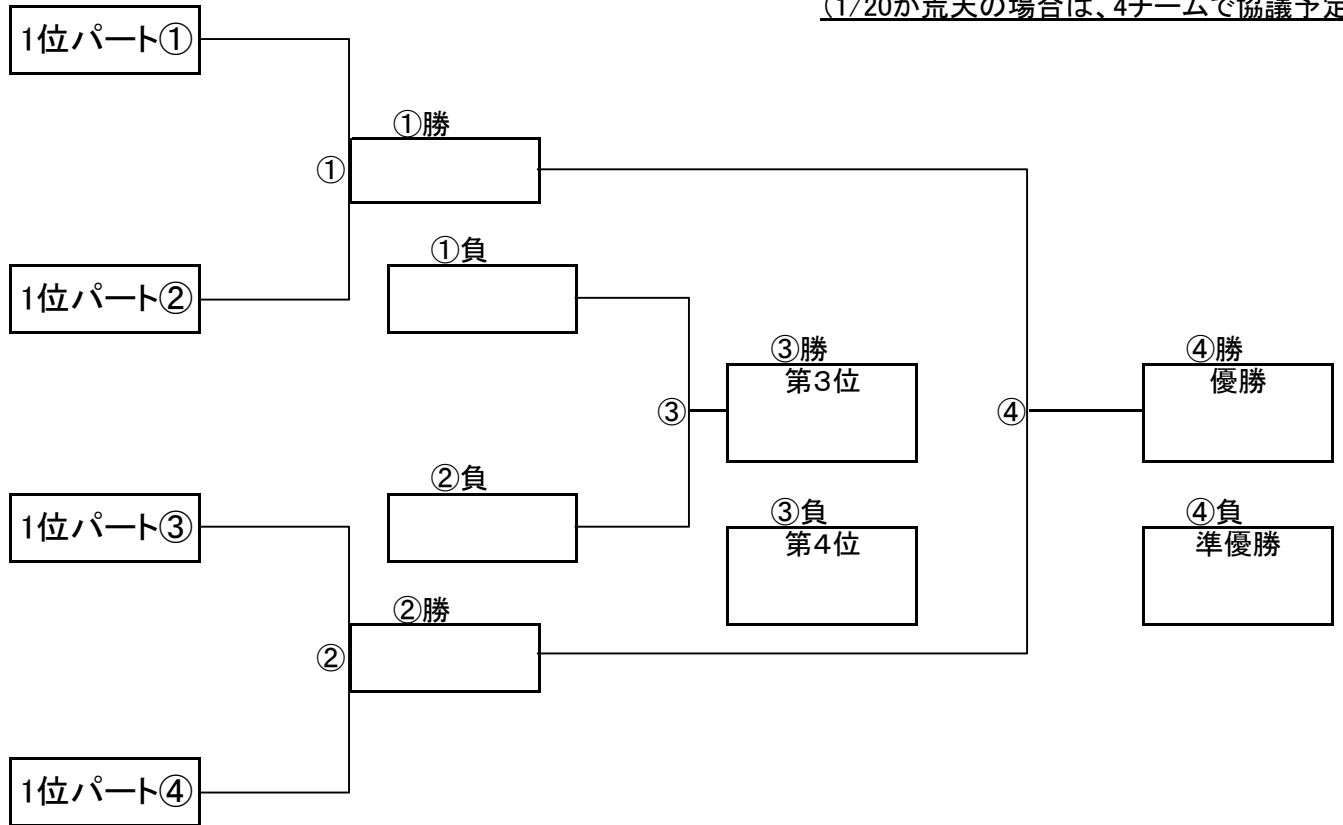 (1/20が荒天の場合は、4チームで協議予定
1位パート①
①勝
①
①負
1位パート②
③勝
第3位
④勝
優勝
③
④
②負
1位パート③
③負
第4位
④負
準優勝
②勝
②
1位パート④